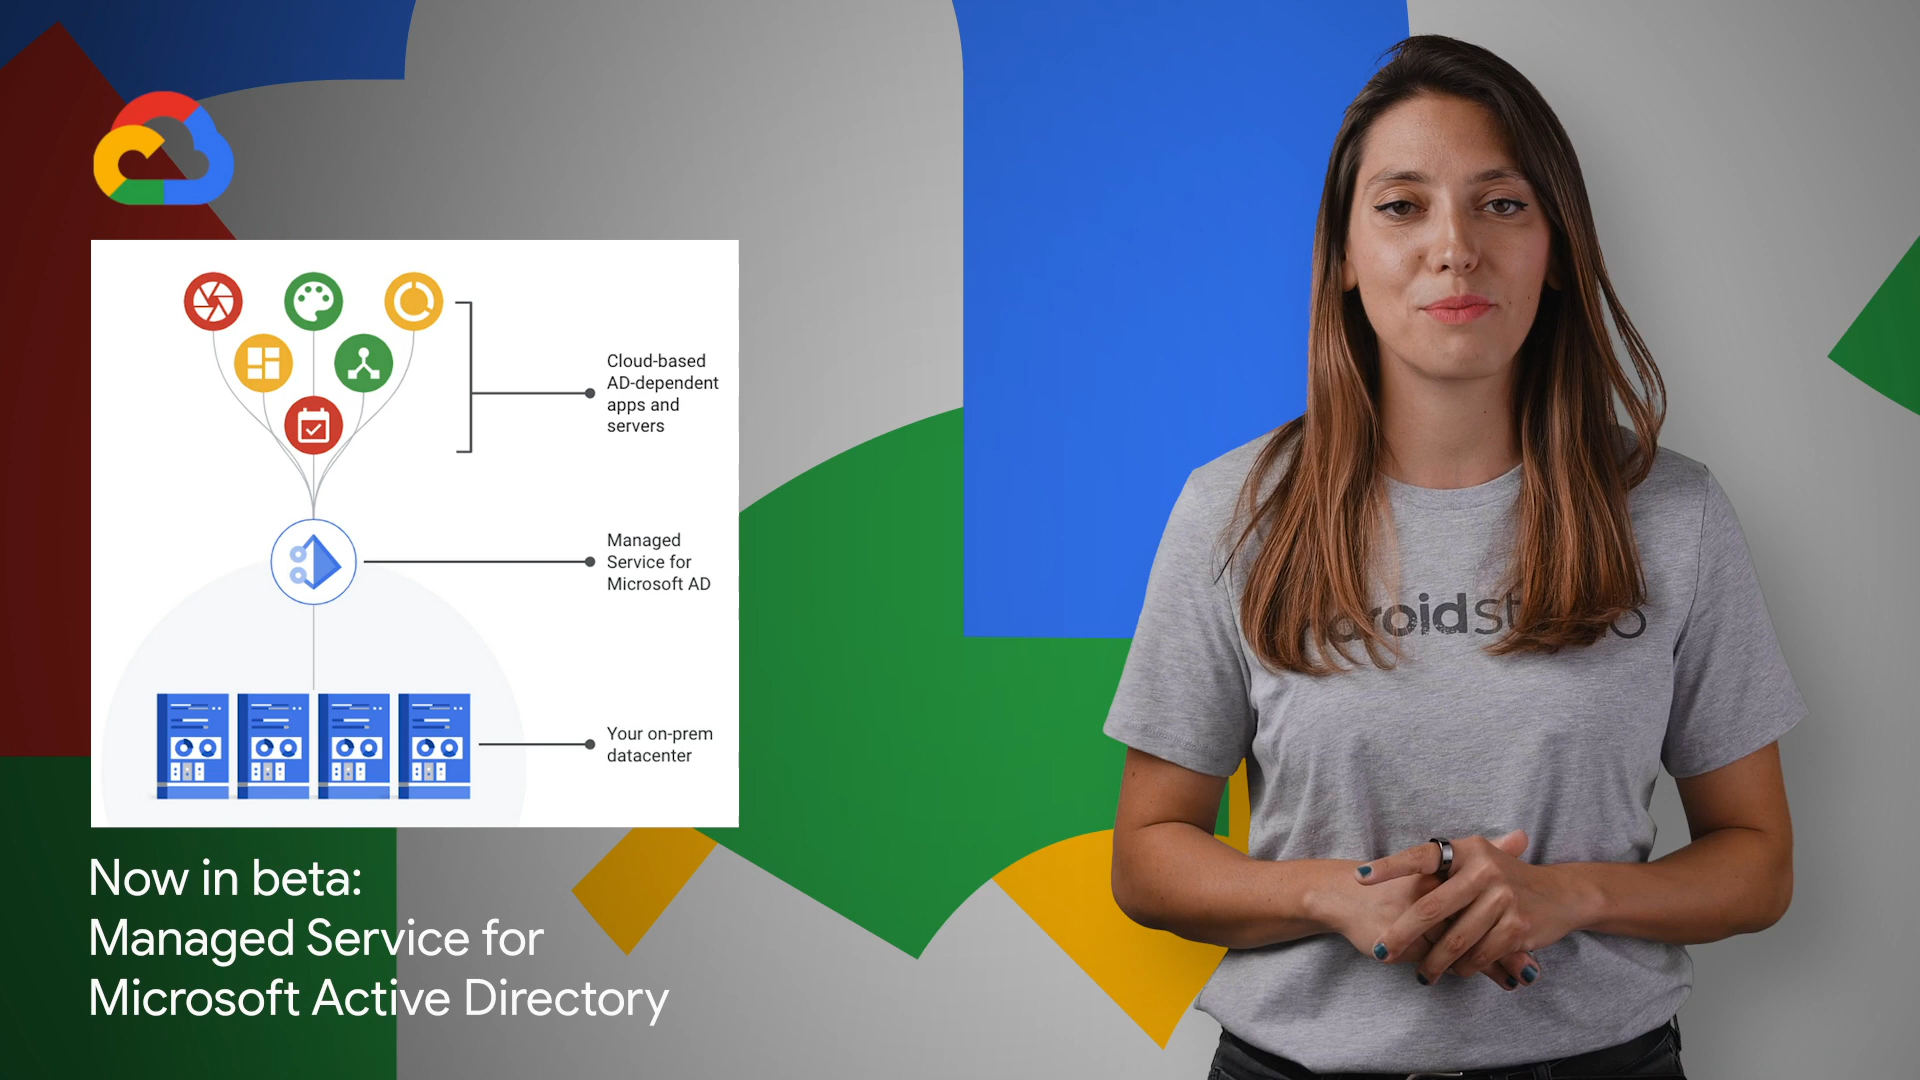 Cloud-based
AD-dependent
apps and
servers
Managed
Service for
Microsoft AD
Your on-prem
datacenter
Now in beta:
Managed Service for
Microsoft Active Directory